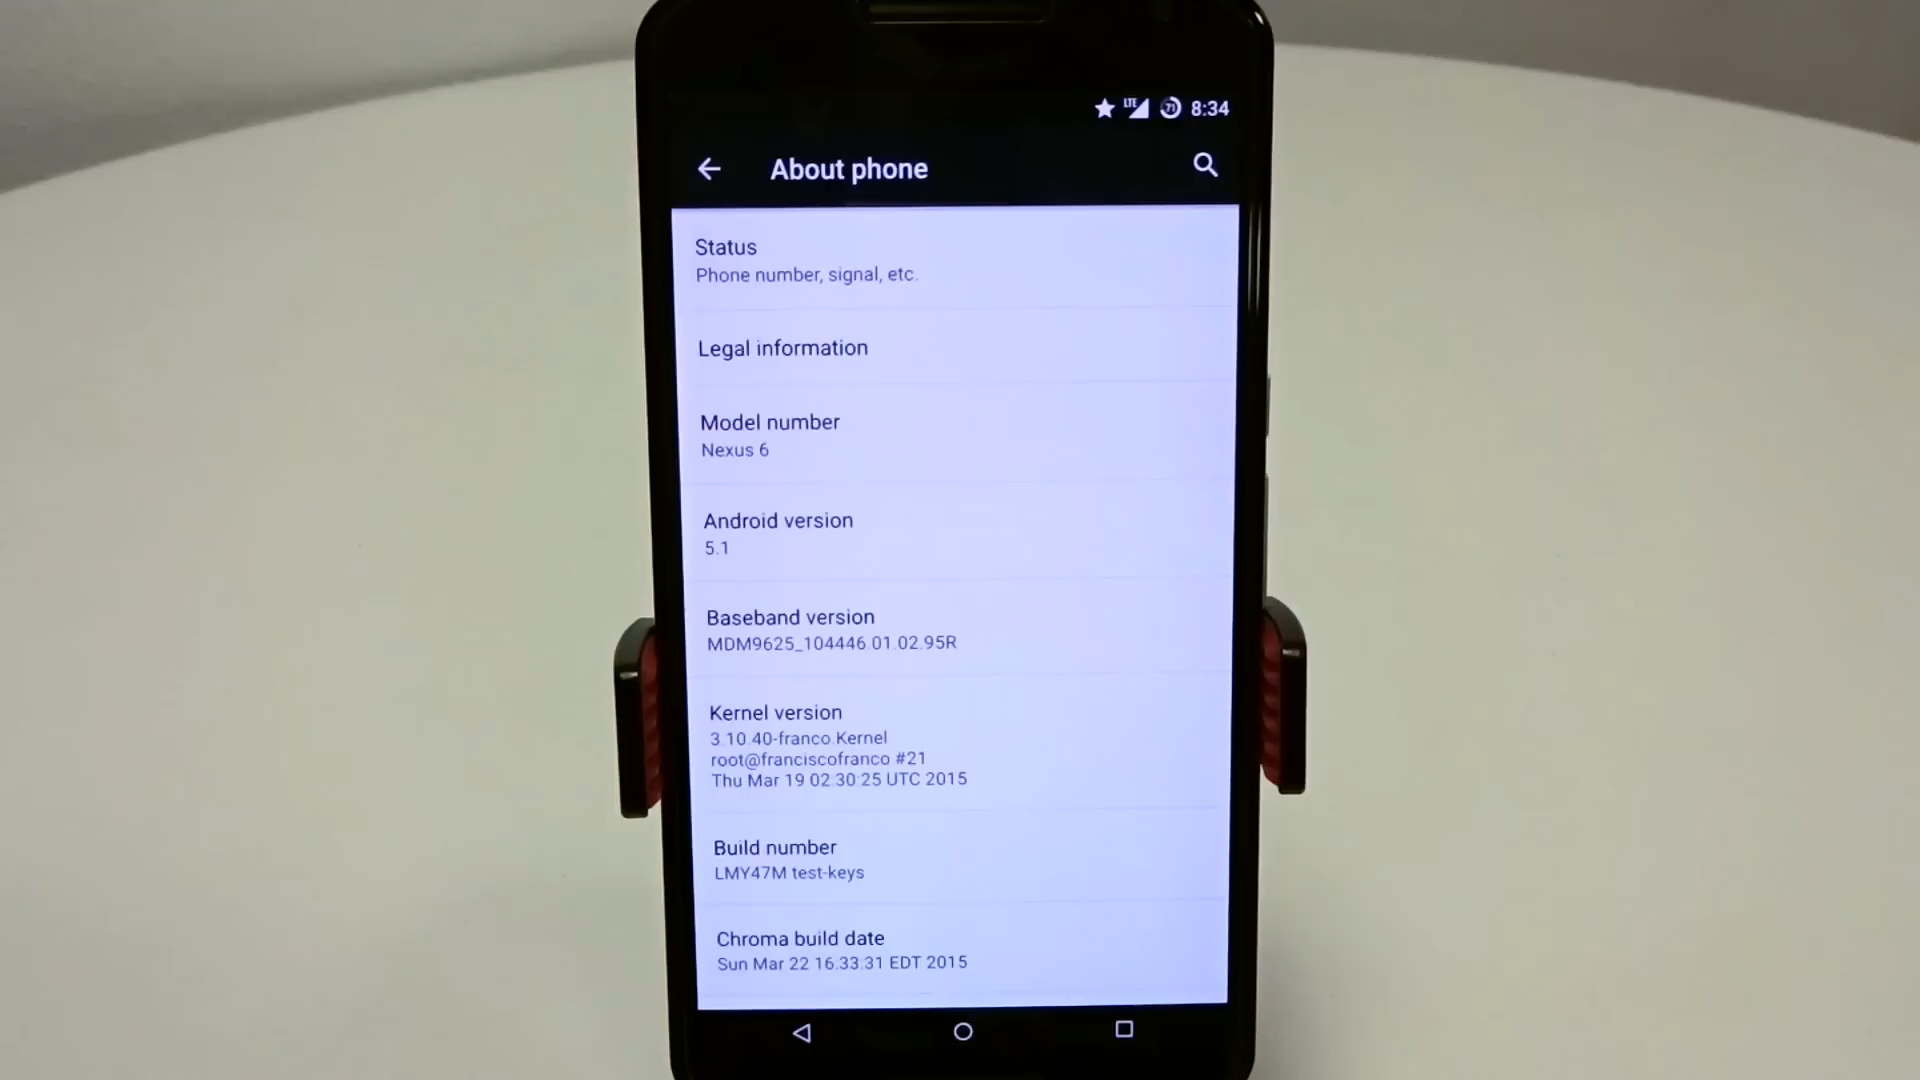 LTE 71 8:34
About phone
Status
Phone number, signal, etc.
Legal information
Model number
Nexus 6
Android version
5.1
Baseband version
MDM9625_104446.01.02.95R
Kernel version
3.10.40-franco.Kernel
root@franciscofranco #21
Thu Mar 19 02:30:25 UTC 2015
Build number
LMY47M test-keys
Chroma build date
Sun Mar 22 16:33:31 EDT 2015